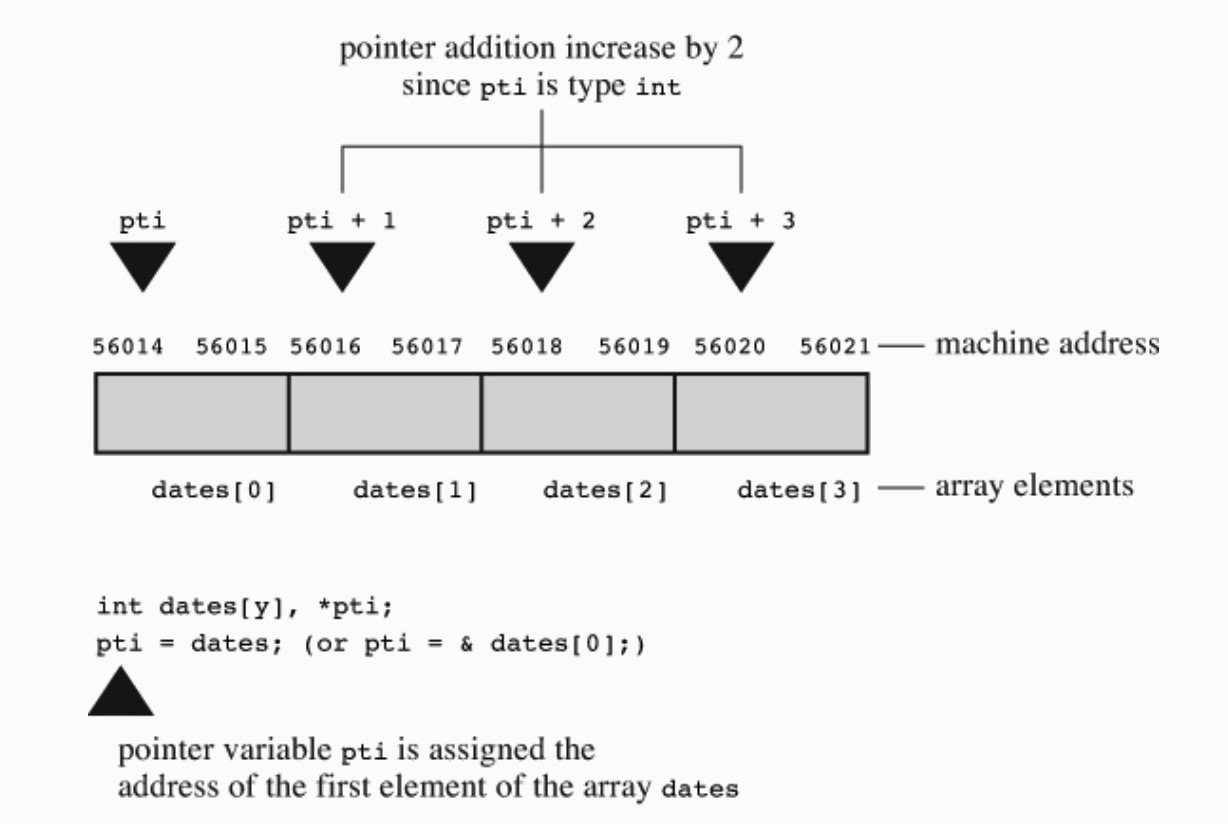 pointer addition increase by 2
since pti is type int
pti pti + 1 pti + 2 pti + 3
56014 56015 56016 56017 56018 56019 56020 56021 machine address
dates[0] dates[1] dates[2] dates[3] array elements
int dates[y], *pti;
pti = dates; (or pti = & dates[0];)
pointer variable pti is assigned the
address of the first element of the array dates